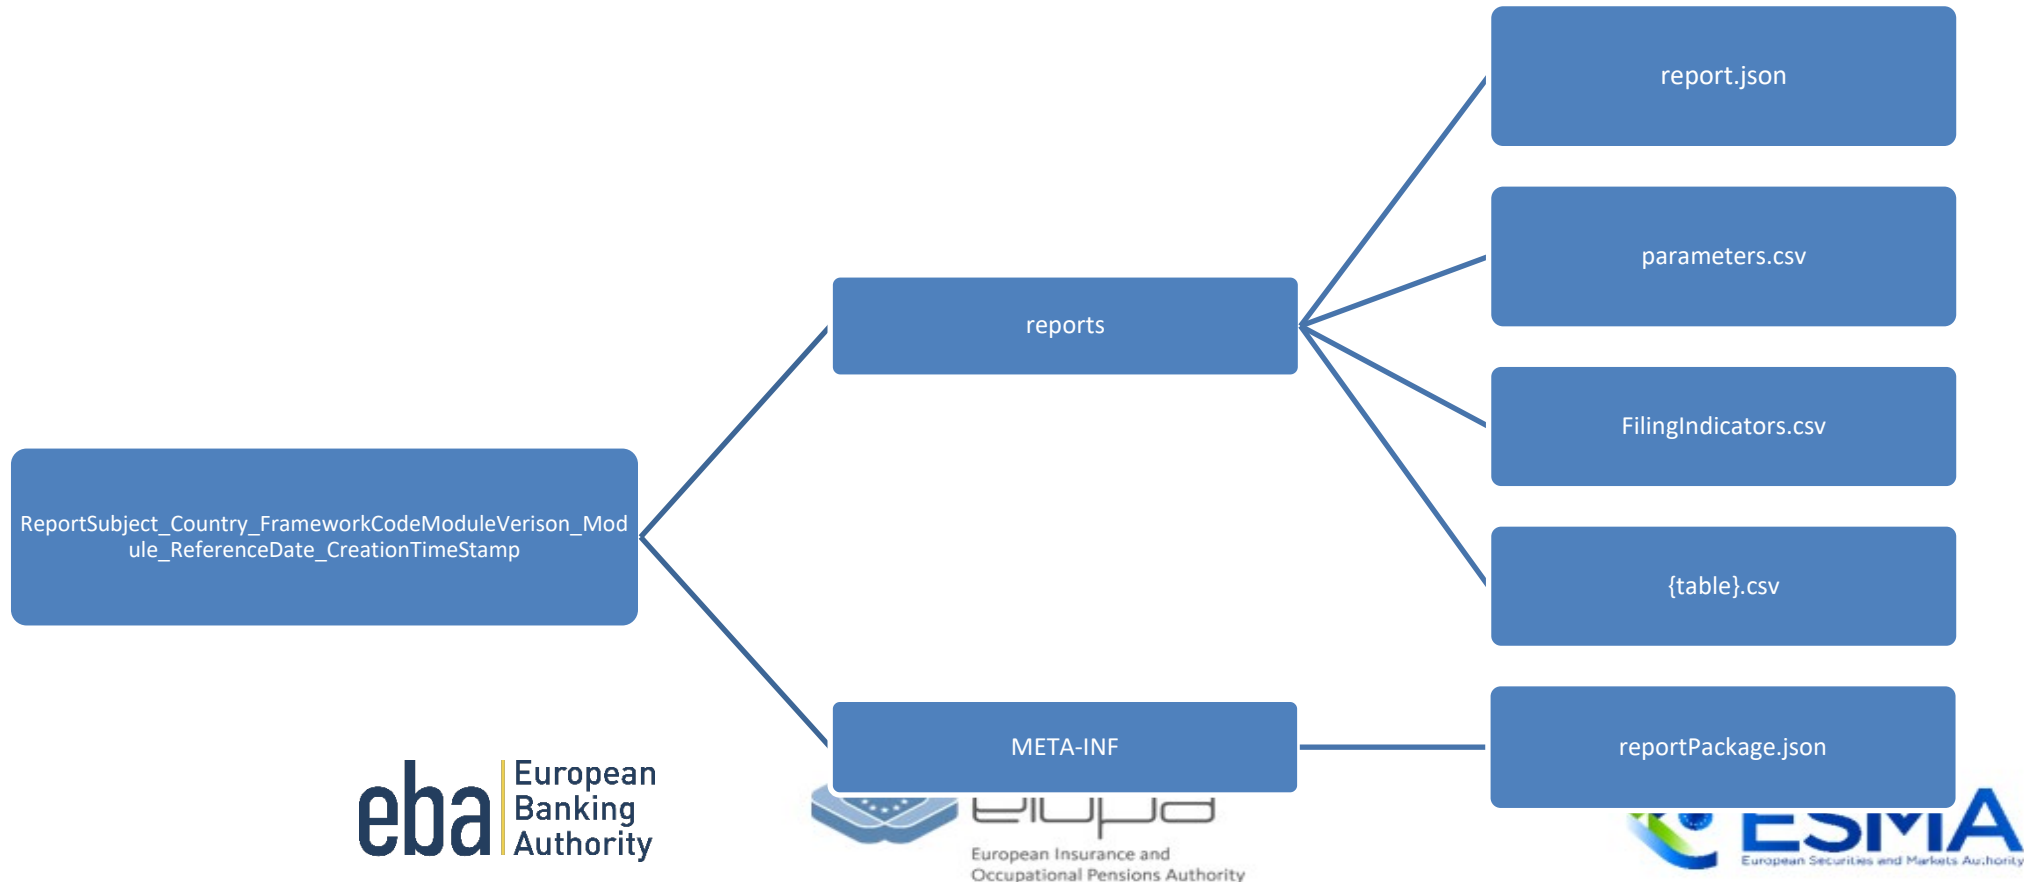 report.json
parameters.csv
reports
FilingIndicators.csv
ReportSubject_Country_FrameworkCodeModuleVerison_Mod
ule_ReferenceDate_CreationTimeStamp
{table}.csv
META-INF
reportPackage.json
eba
European
Banking
Authority
eiopa
European Insurance and
Occupational Pensions Authority
ESMA
European Securities and Markets Authority